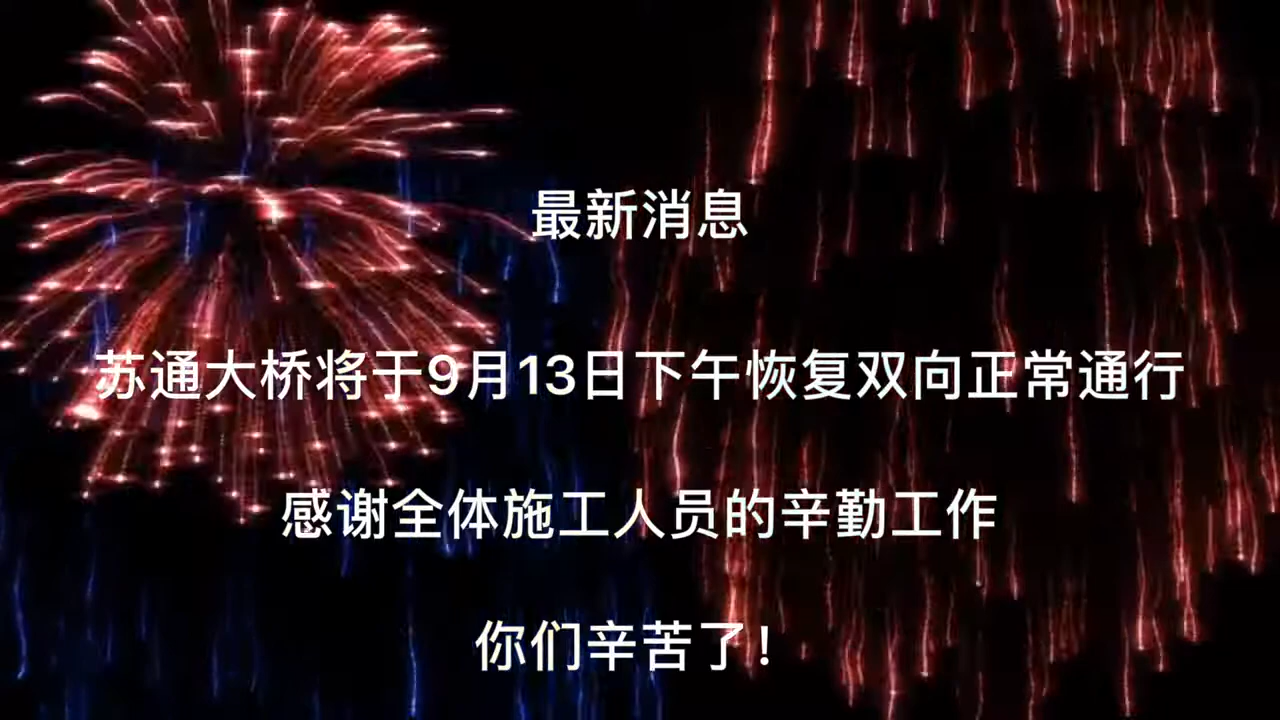 最新消息
苏通大桥将于9月13日下午恢复双向正常通行
感谢全体施工人员的辛勤工作
你们辛苦了！